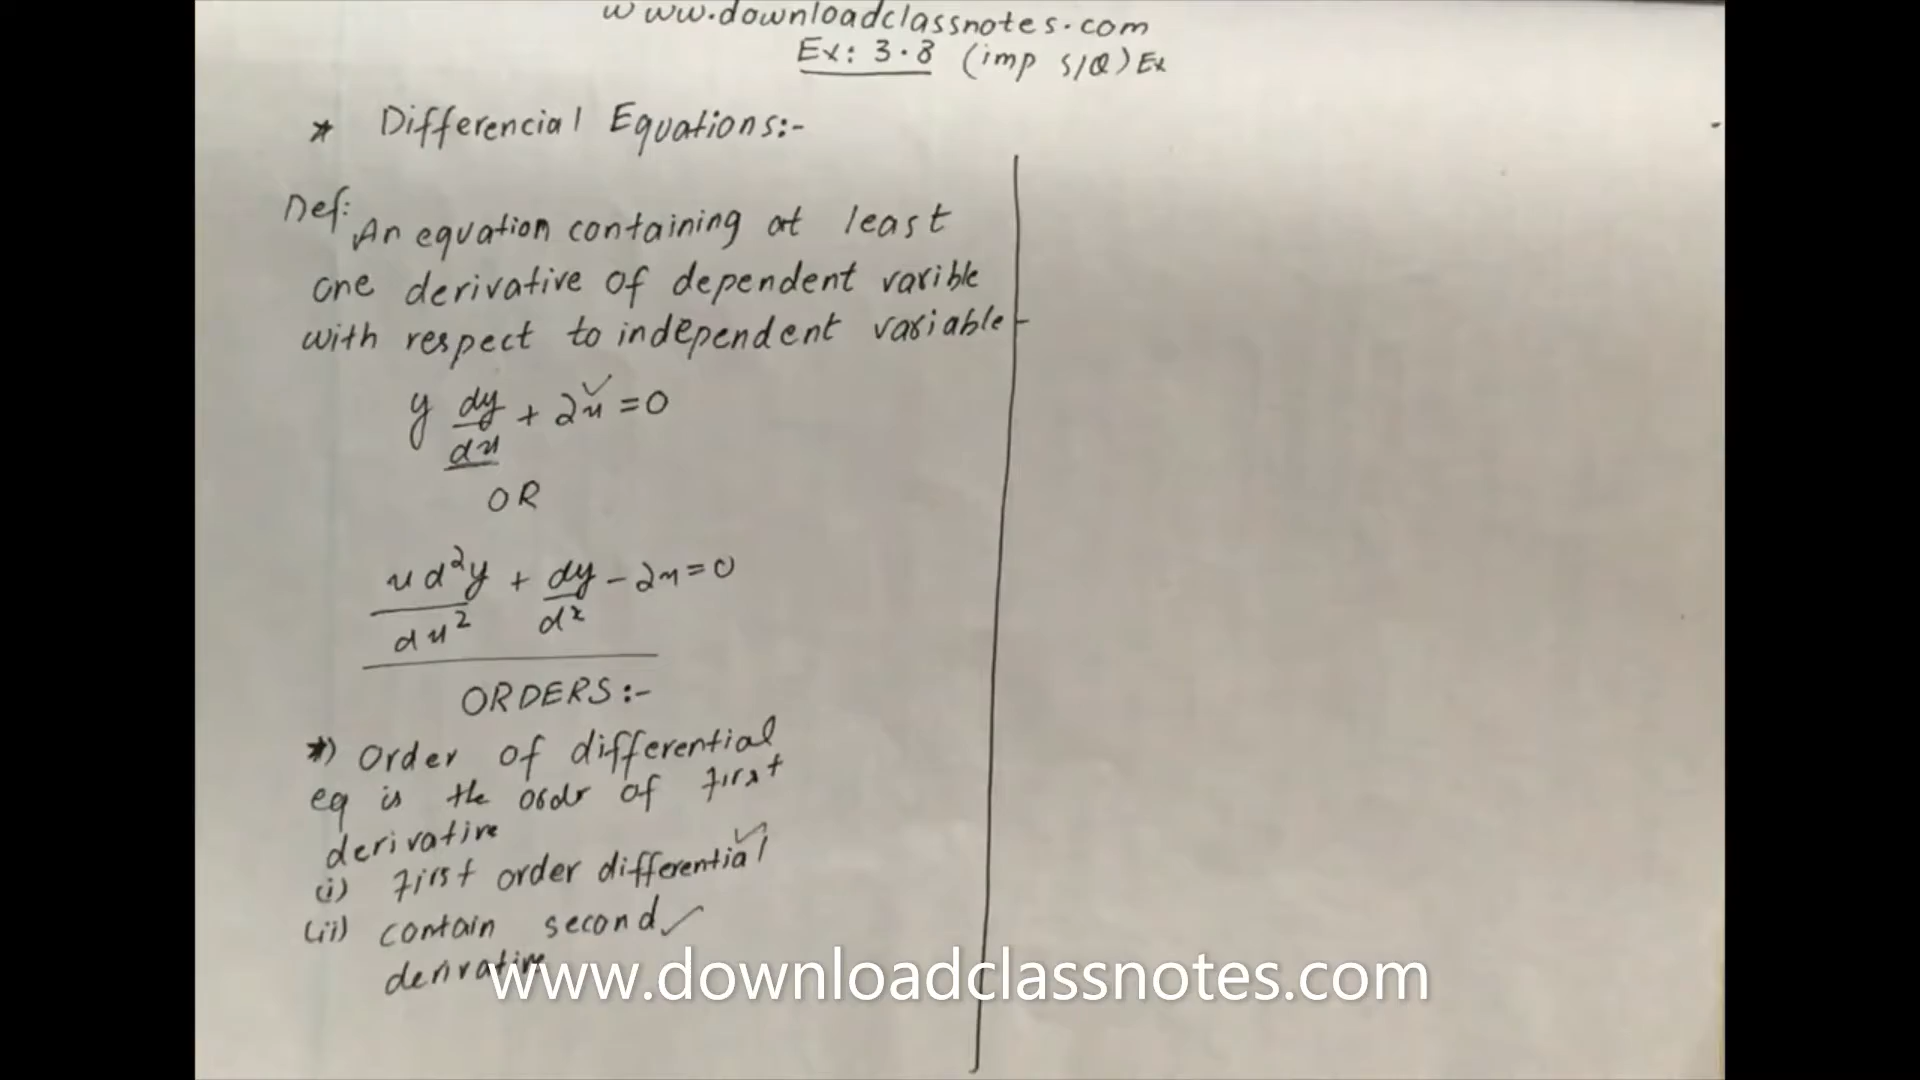 www.downloadclassnotes.com
Ex: 3.8 (imp S/Q) Ex
* Differencial Equations:-
Def: An equation containing at least
one derivative of dependent varible
with respect to independent variable-
y dy/dx + 2x = 0
OR
x d²y/dx² + dy/dx - 2x = 0
ORDERS:-
*) Order of differential
eq is the order of first
derivative
(i) first order differential
(ii) contain second
derivative
www.downloadclassnotes.com